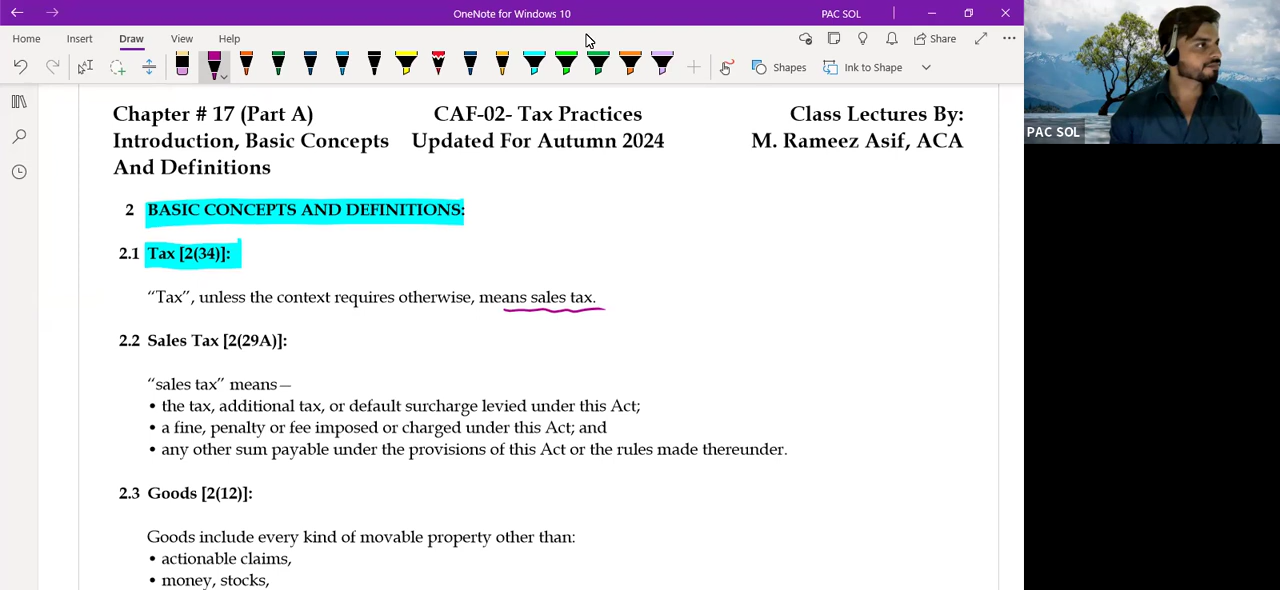 OneNote for Windows 10
PAC SOL
Home Insert Draw View Help
Share
Shapes
Ink to Shape
PAC SOL
Chapter # 17 (Part A) CAF-02- Tax Practices Class Lectures By:
Introduction, Basic Concepts Updated For Autumn 2024 M. Rameez Asif, ACA
And Definitions
2 BASIC CONCEPTS AND DEFINITIONS:
2.1 Tax [2(34)]:
“Tax”, unless the context requires otherwise, means sales tax.
2.2 Sales Tax [2(29A)]:
“sales tax” means—
• the tax, additional tax, or default surcharge levied under this Act;
• a fine, penalty or fee imposed or charged under this Act; and
• any other sum payable under the provisions of this Act or the rules made thereunder.
2.3 Goods [2(12)]:
Goods include every kind of movable property other than:
• actionable claims,
• money, stocks,